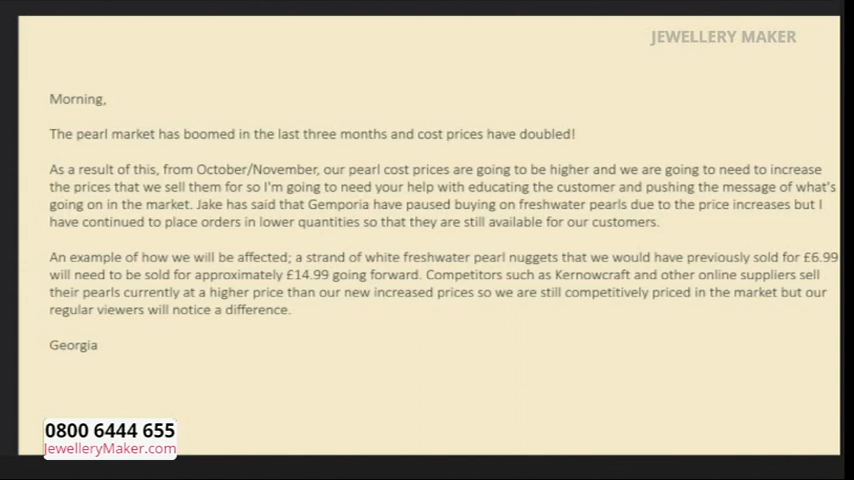 JEWELLERY MAKER
Morning,
The pearl market has boomed in the last three months and cost prices have doubled!
As a result of this, from October/November, our pearl cost prices are going to be higher and we are going to need to increase
the prices that we sell them for so I'm going to need your help with educating the customer and pushing the message of what's
going on in the market. Jake has said that Gemporia have paused buying on freshwater pearls due to the price increases but I
have continued to place orders in lower quantities so that they are still available for our customers.
An example of how we will be affected; a strand of white freshwater pearl nuggets that we would have previously sold for £6.99
will need to be sold for approximately £14.99 going forward. Competitors such as Kernowcraft and other online suppliers sell
their pearls currently at a higher price than our new increased prices so we are still competitively priced in the market but our
regular viewers will notice a difference.
Georgia
0800 6444 655
JewelleryMaker.com